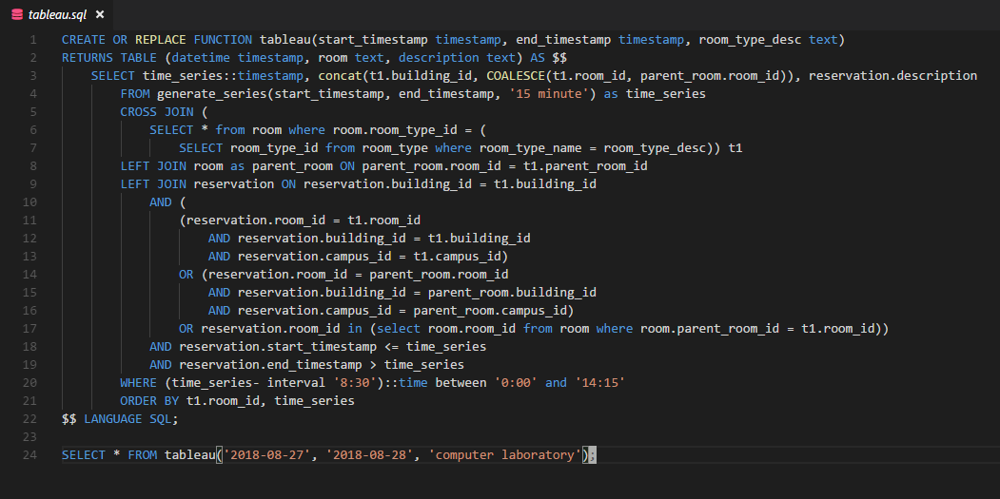 tableau.sql ×
1 CREATE OR REPLACE FUNCTION tableau(start_timestamp timestamp, end_timestamp timestamp, room_type_desc text)
2 RETURNS TABLE (datetime timestamp, room text, description text) AS $$
3     SELECT time_series::timestamp, concat(t1.building_id, COALESCE(t1.room_id, parent_room.room_id)), reservation.description
4         FROM generate_series(start_timestamp, end_timestamp, '15 minute') as time_series
5         CROSS JOIN (
6             SELECT * from room where room.room_type_id = (
7                 SELECT room_type_id from room_type where room_type_name = room_type_desc)) t1
8         LEFT JOIN room as parent_room ON parent_room.room_id = t1.parent_room_id
9         LEFT JOIN reservation ON reservation.building_id = t1.building_id
10             AND (
11                 (reservation.room_id = t1.room_id
12                     AND reservation.building_id = t1.building_id
13                     AND reservation.campus_id = t1.campus_id)
14                 OR (reservation.room_id = parent_room.room_id
15                     AND reservation.building_id = parent_room.building_id
16                     AND reservation.campus_id = parent_room.campus_id)
17                 OR reservation.room_id in (select room.room_id from room where room.parent_room_id = t1.room_id))
18             AND reservation.start_timestamp <= time_series
19             AND reservation.end_timestamp > time_series
20         WHERE (time_series- interval '8:30')::time between '0:00' and '14:15'
21         ORDER BY t1.room_id, time_series
22 $$ LANGUAGE SQL;
23
24 SELECT * FROM tableau('2018-08-27', '2018-08-28', 'computer laboratory');